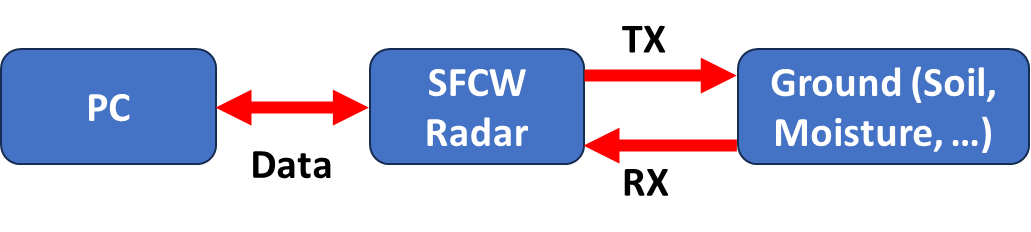 PC
Data
SFCW
Radar
TX
RX
Ground (Soil,
Moisture, ...)